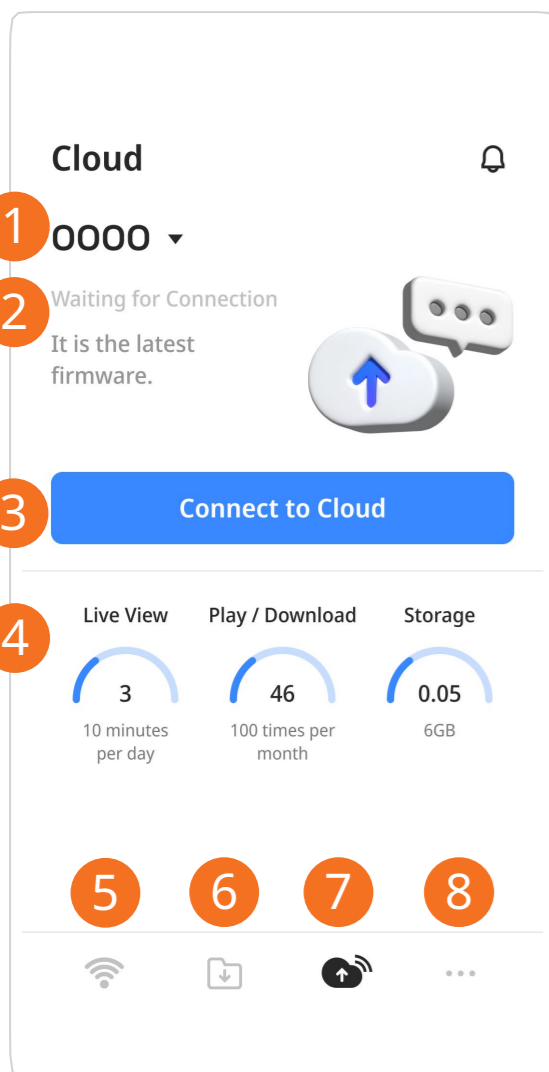 Cloud
1
OOOO
2
Waiting for Connection
It is the latest
firmware.
3
Connect to Cloud
4
Live View Play / Download Storage
3 46 0.05
10 minutes 100 times per 6GB
per day month
5 6 7 8